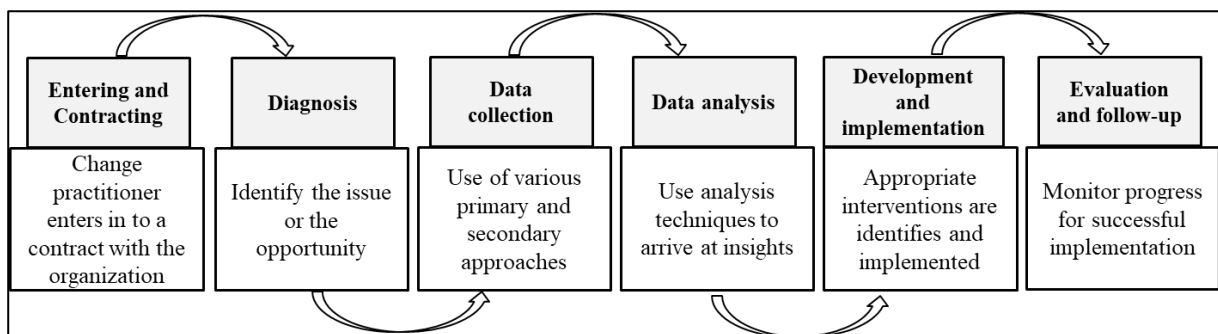 Entering and
Contracting
Change
practitioner
enters in to a
contract with the
organization
Diagnosis
Identify the issue
or the
opportunity
Data
collection
Use of various
primary and
secondary
approaches
Data analysis
Use analysis
techniques to
arrive at insights
Development
and
implementation
Appropriate
interventions are
identifies and
implemented
Evaluation
and follow-up
Monitor progress
for successful
implementation